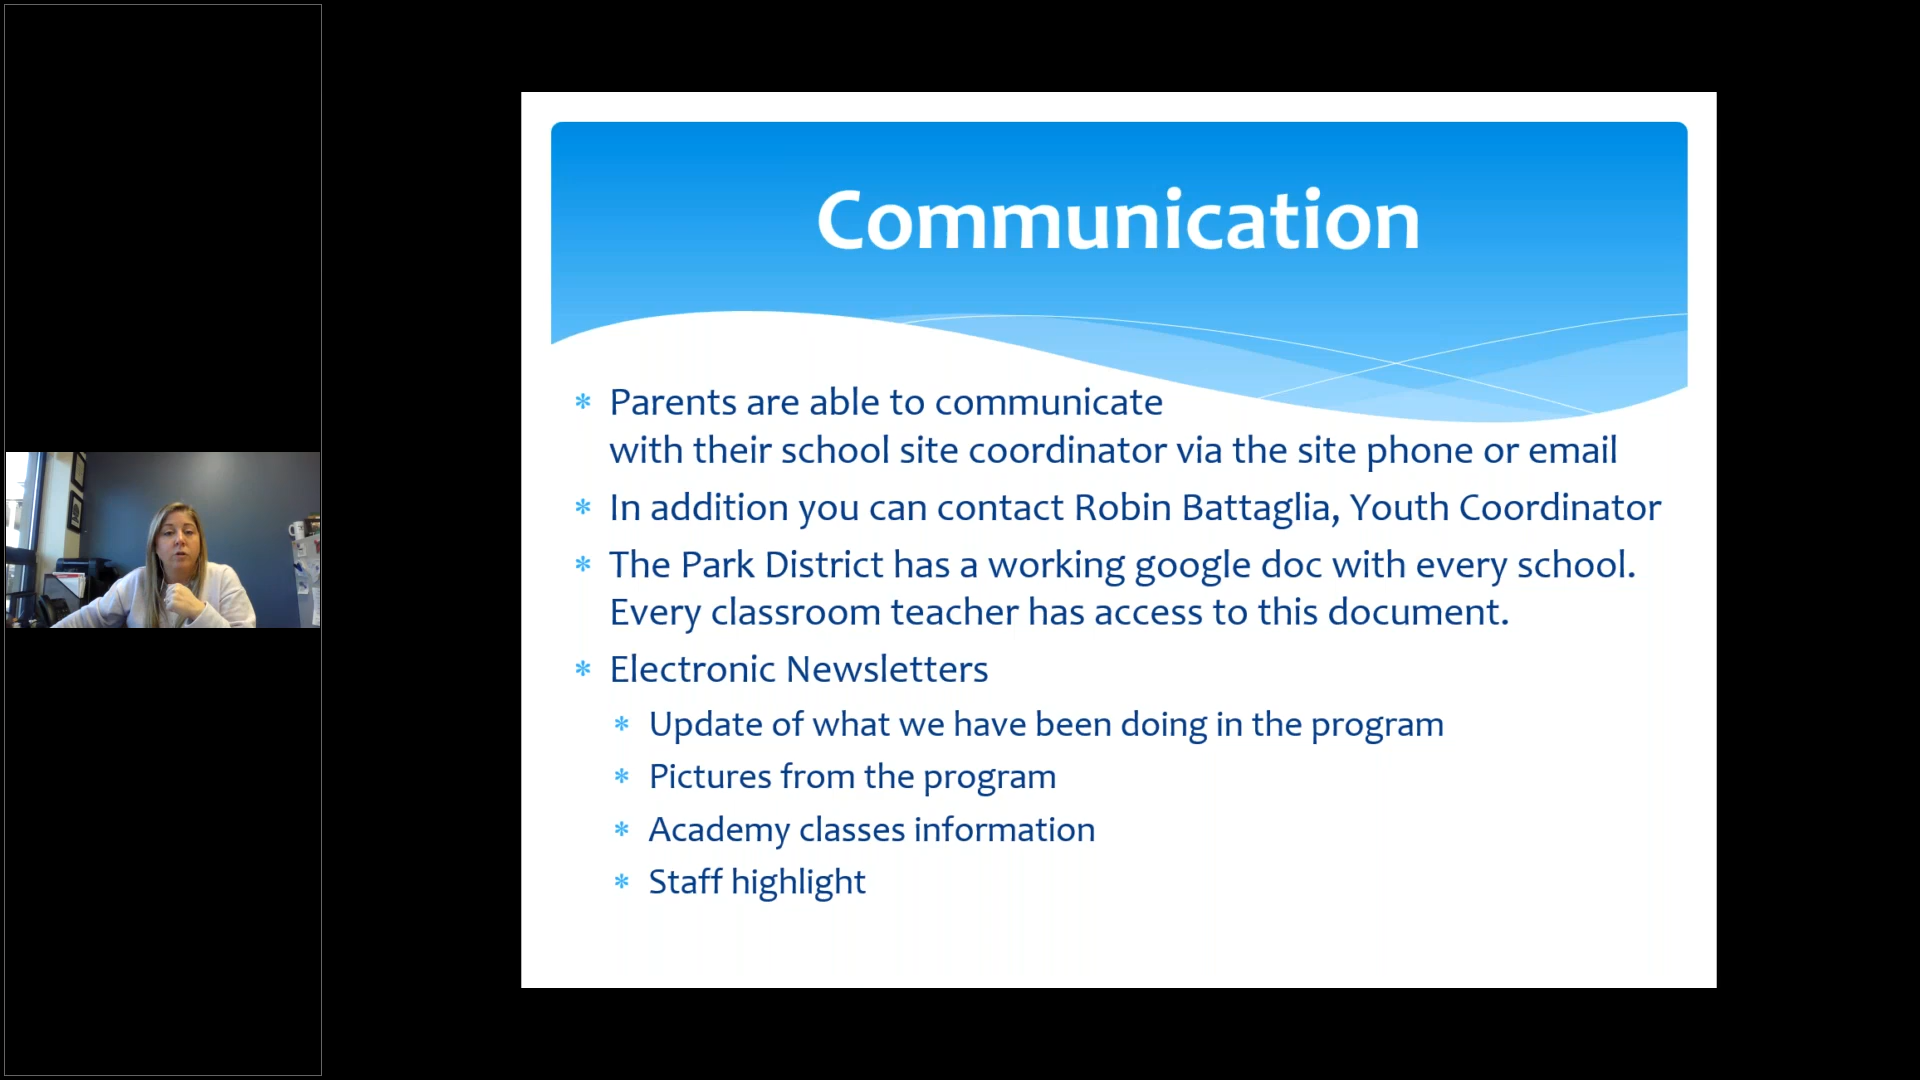 Communication
* Parents are able to communicate
with their school site coordinator via the site phone or email
* In addition you can contact Robin Battaglia, Youth Coordinator
* The Park District has a working google doc with every school.
Every classroom teacher has access to this document.
* Electronic Newsletters
* Update of what we have been doing in the program
* Pictures from the program
* Academy classes information
* Staff highlight